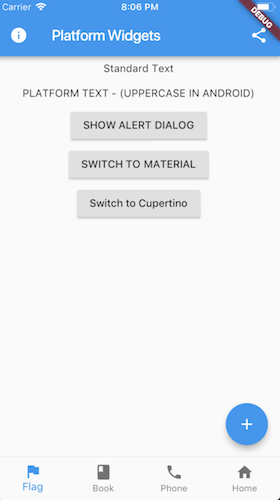 Carrier 8:06 PM
DEBUG
Platform Widgets
Standard Text
PLATFORM TEXT - (UPPERCASE IN ANDROID)
SHOW ALERT DIALOG
SWITCH TO MATERIAL
Switch to Cupertino
Flag Book Phone Home